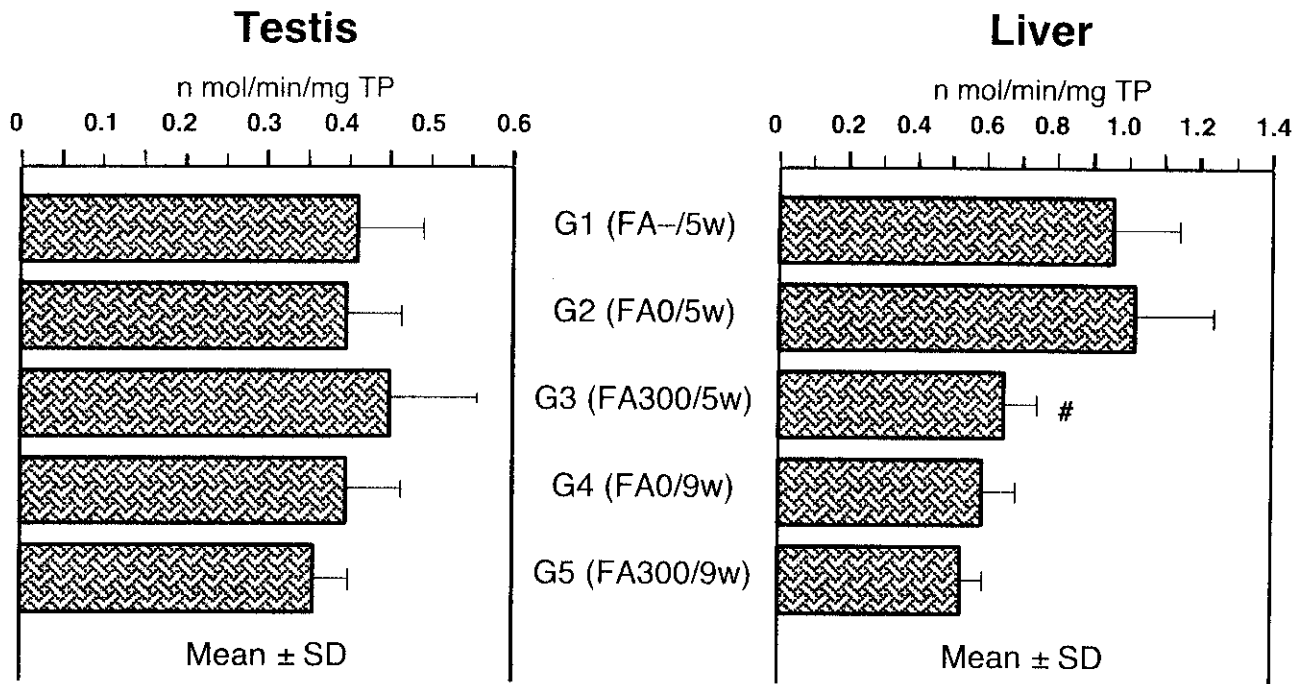 Testis
n mol/min/mg TP
0 0.1 0.2 0.3 0.4 0.5 0.6
Liver
n mol/min/mg TP
0 0.2 0.4 0.6 0.8 1.0 1.2 1.4
G1 (FA--/5w)
G2 (FA0/5w)
G3 (FA300/5w)
#
G4 (FA0/9w)
G5 (FA300/9w)
Mean ± SD
Mean ± SD